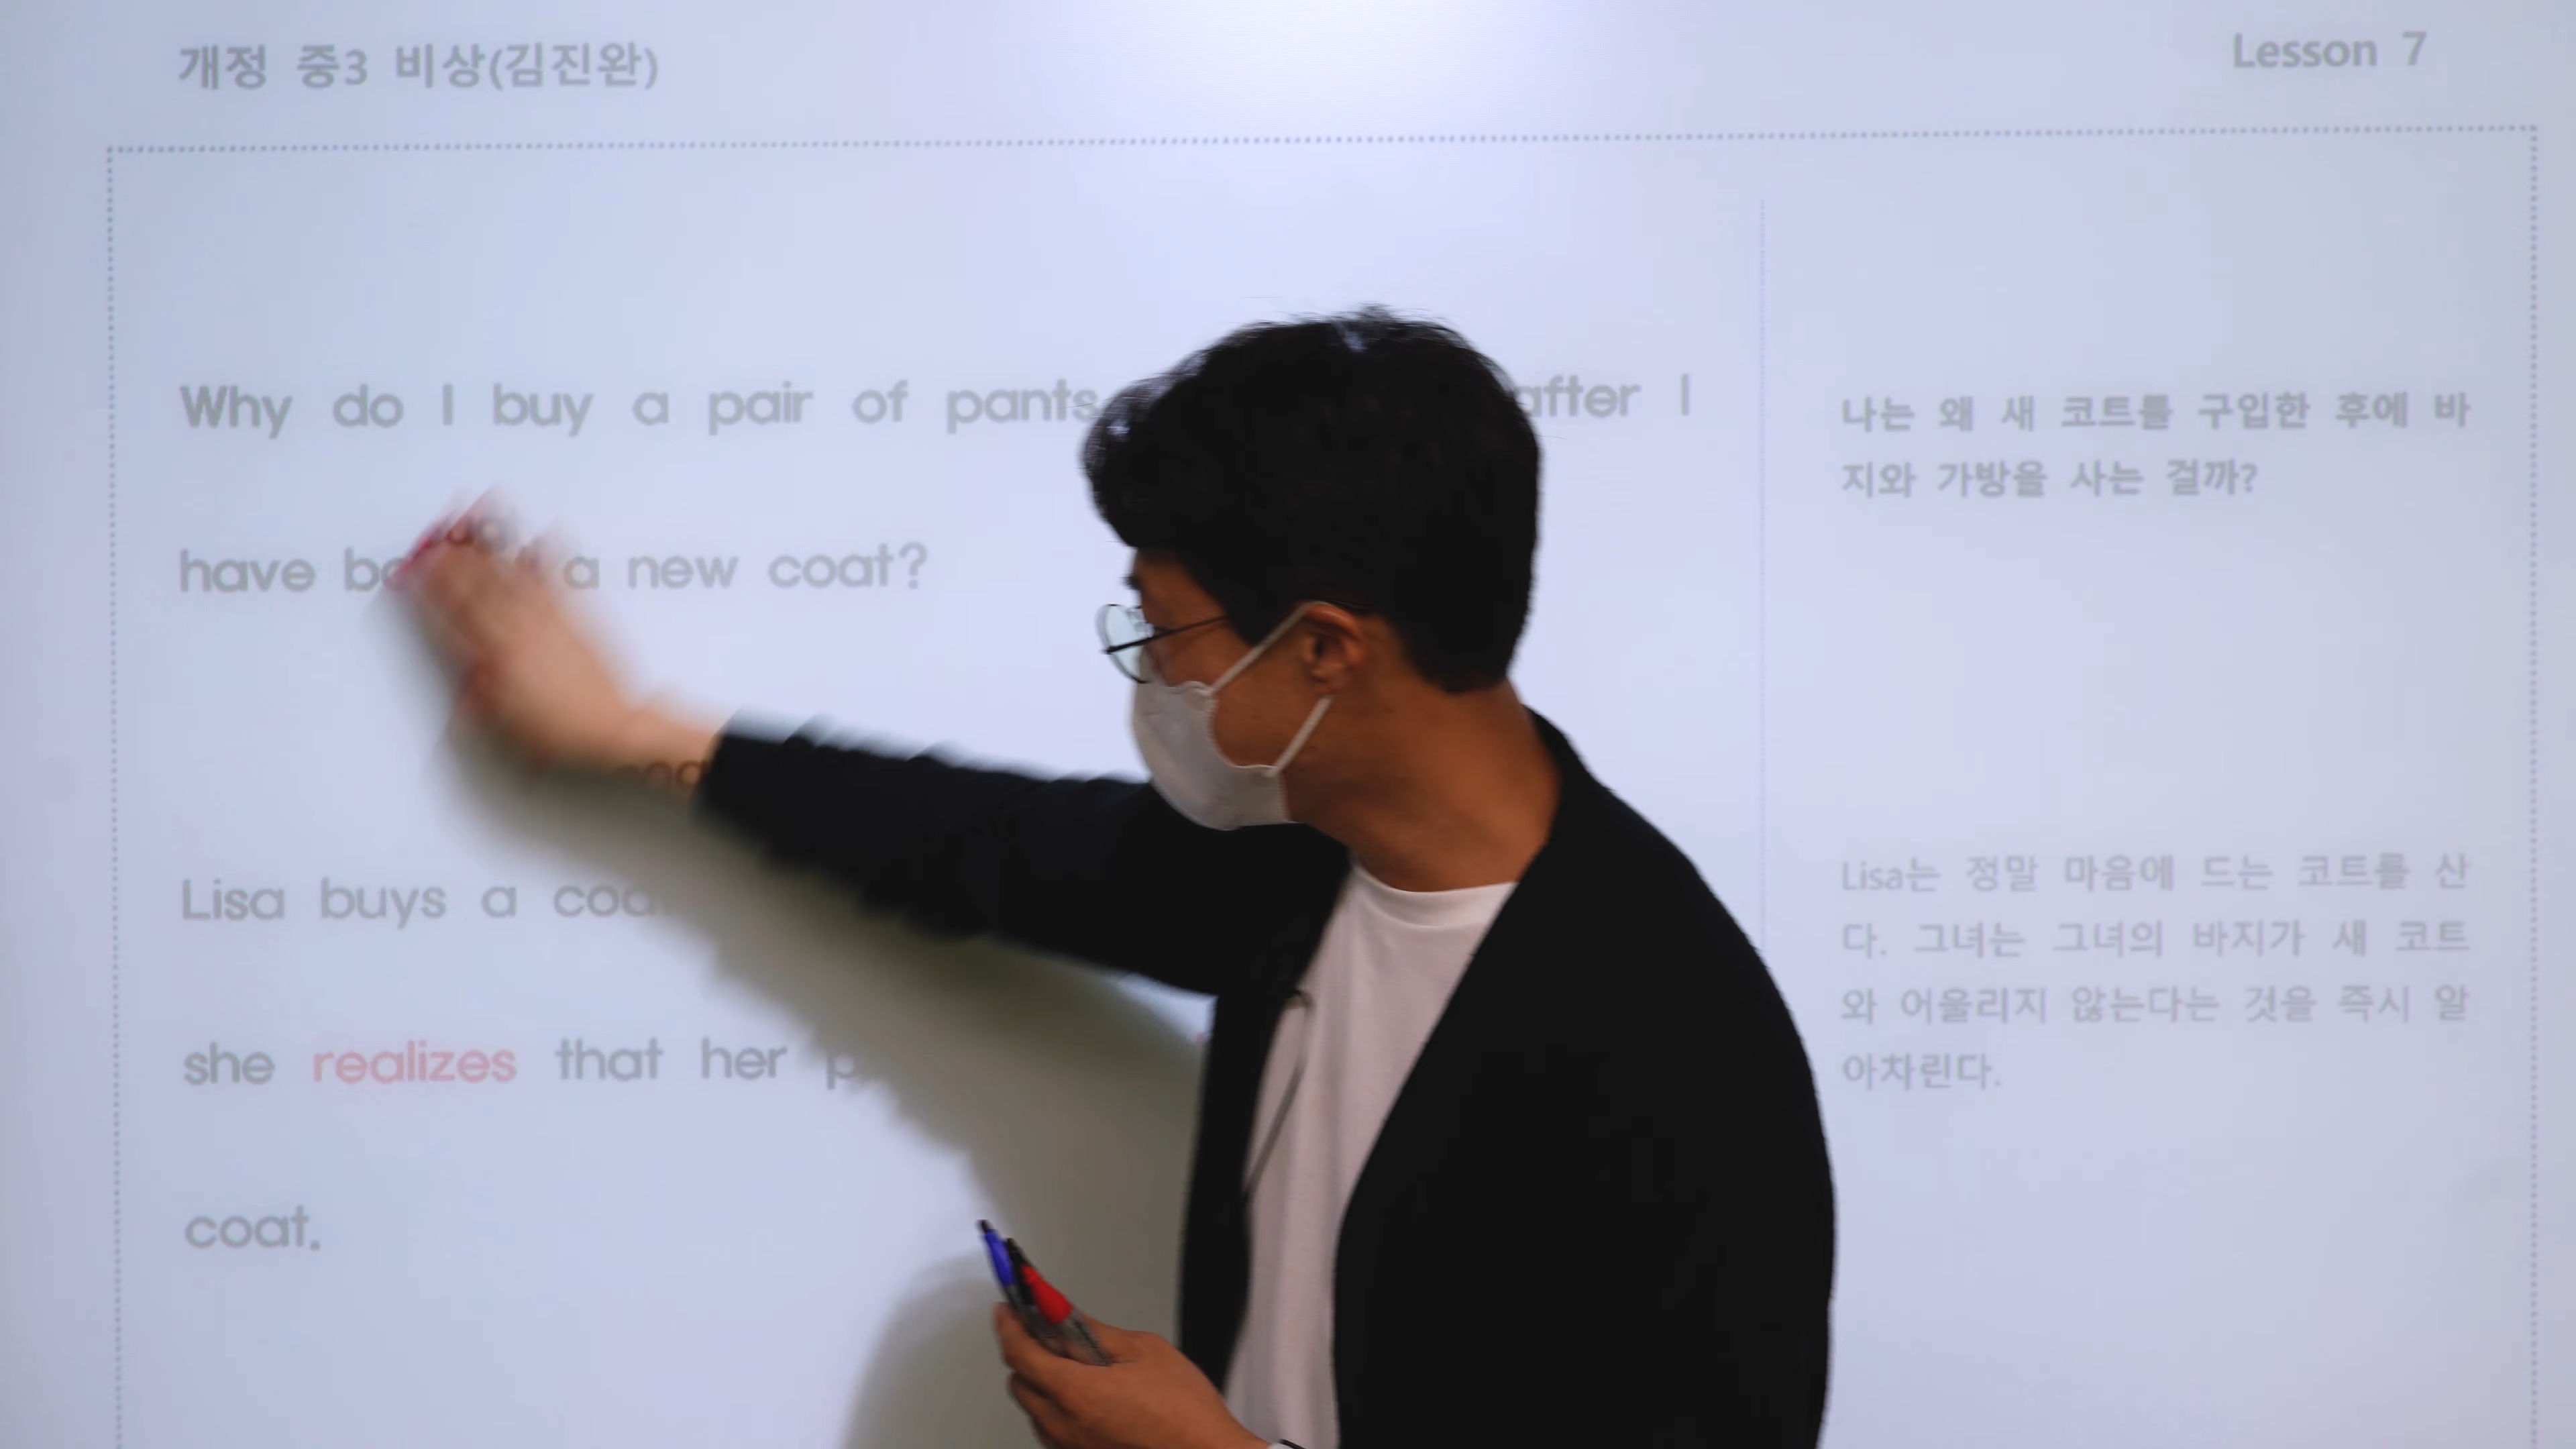 개정 중3 비상(김진완)
Lesson 7
Why do I buy a pair of pants after I
have a new coat?
Lisa buys a
she realizes that her
coat.
나는 왜 새 코트를 구입한 후에 바
지와 가방을 사는 걸까?
Lisa는 정말 마음에 드는 코트를 산
다. 그녀는 그녀의 바지가 새 코트
와 어울리지 않는다는 것을 즉시 알
아차린다.